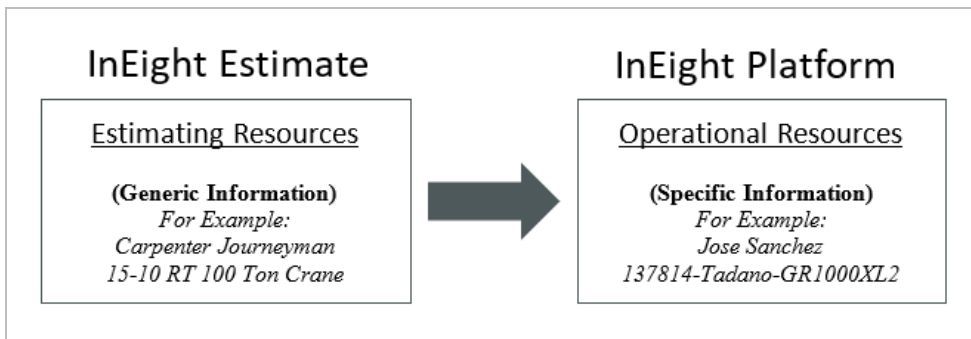 InEight Estimate
Estimating Resources
(Generic Information)
For Example:
Carpenter Journeyman
15-10 RT 100 Ton Crane
InEight Platform
Operational Resources
(Specific Information)
For Example:
Jose Sanchez
137814-Tadano-GR1000XL2